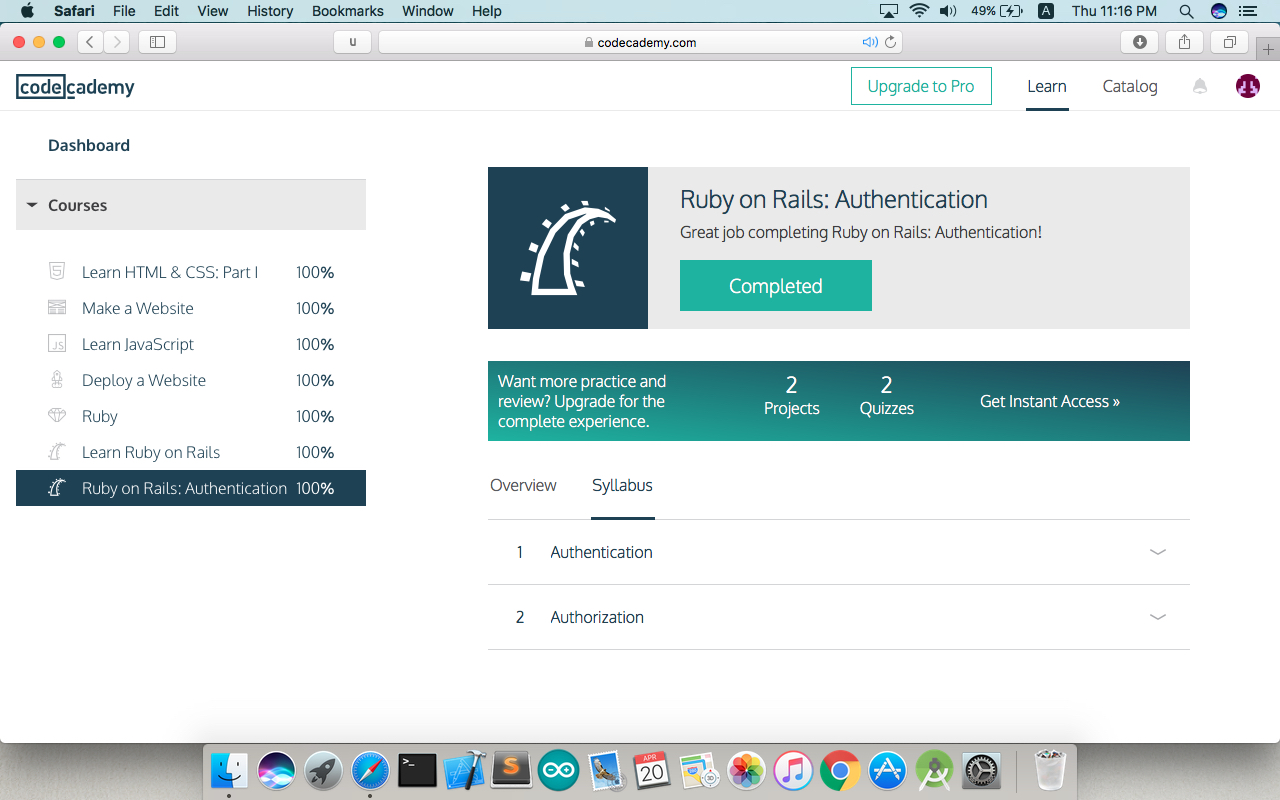 Safari File Edit View History Bookmarks Window Help 49% A Thu 11:16 PM
u codecademy.com
codecademy Upgrade to Pro Learn Catalog
Dashboard
Courses
Learn HTML & CSS: Part I 100%
Make a Website 100%
Learn JavaScript 100%
Deploy a Website 100%
Ruby 100%
Learn Ruby on Rails 100%
Ruby on Rails: Authentication 100%
Ruby on Rails: Authentication
Great job completing Ruby on Rails: Authentication!
Completed
Want more practice and
review? Upgrade for the
complete experience.
2
Projects
2
Quizzes
Get Instant Access »
Overview Syllabus
1 Authentication
2 Authorization
JS
>_
S
APR
20
3D